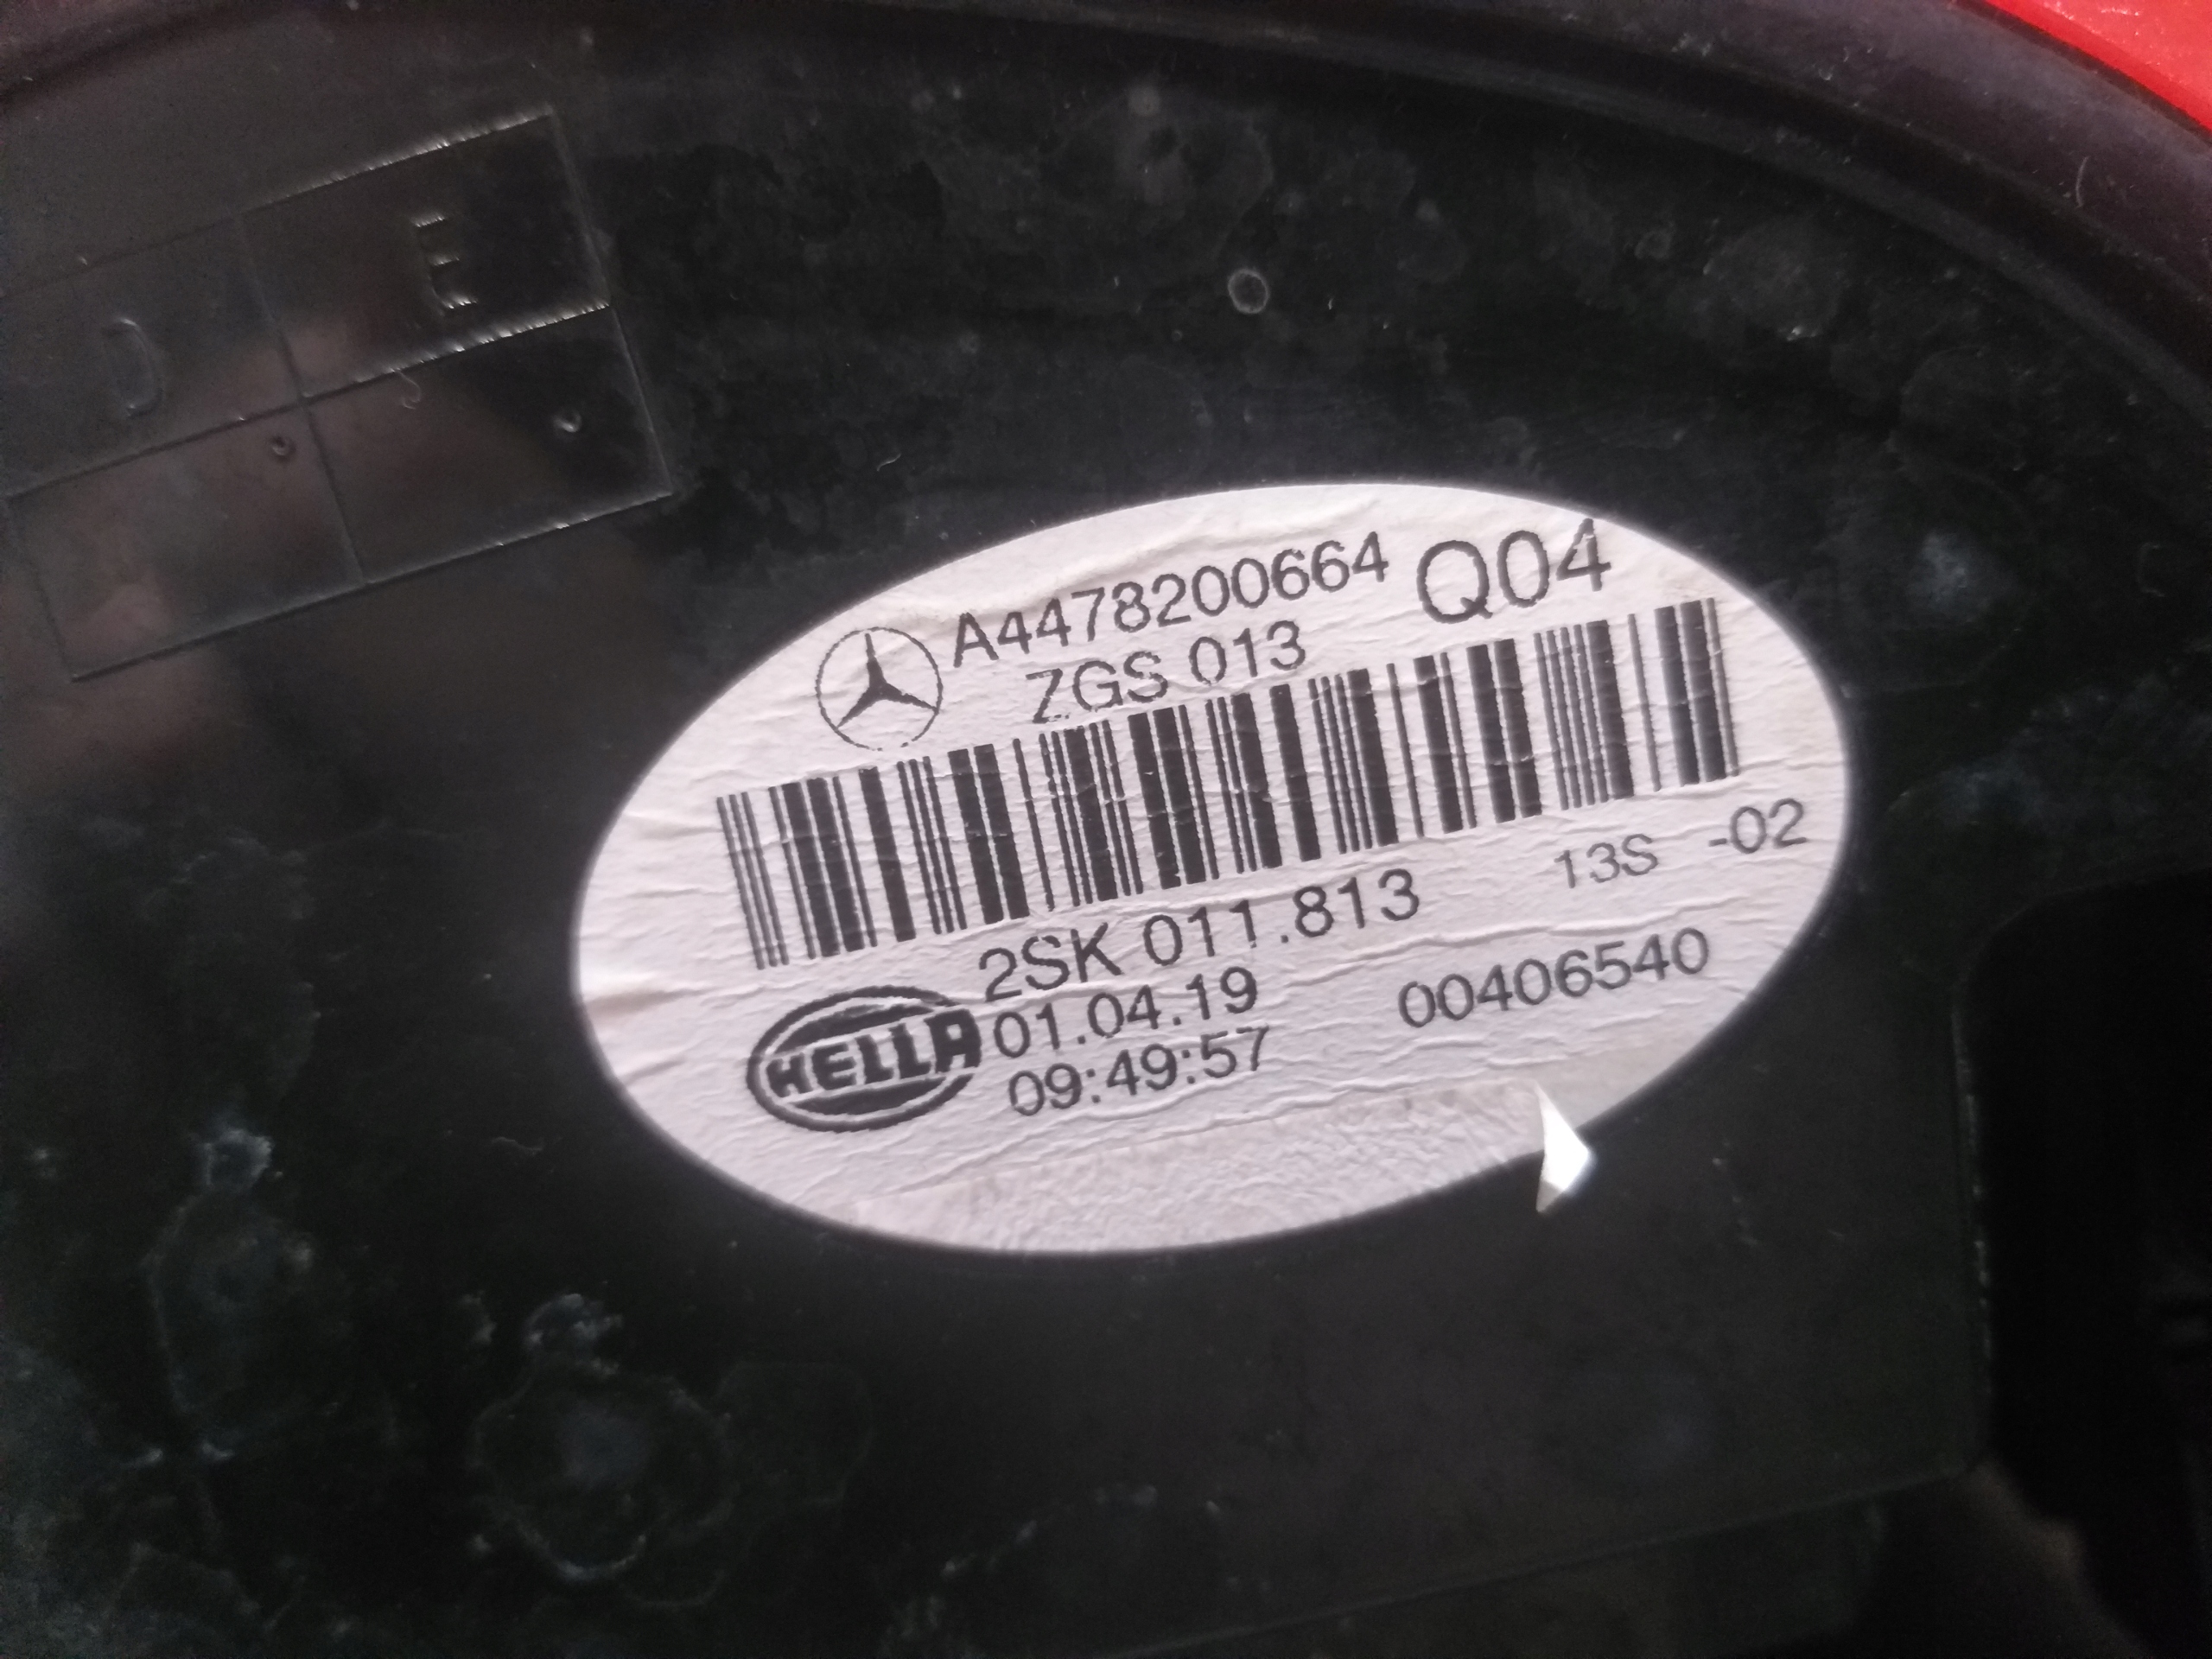 D E
A4478200664 Q04
ZGS 013
2SK 011.813 13S -02
HELLA 01.04.19 00406540
09:49:57